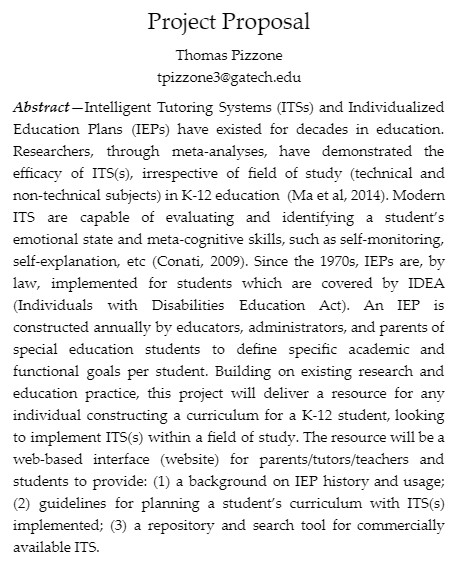 Project Proposal
Thomas Pizzone
tpizzone3@gatech.edu
Abstract—Intelligent Tutoring Systems (ITSs) and Individualized
Education Plans (IEPs) have existed for decades in education.
Researchers, through meta-analyses, have demonstrated the
efficacy of ITS(s), irrespective of field of study (technical and
non-technical subjects) in K-12 education (Ma et al, 2014). Modern
ITS are capable of evaluating and identifying a student's
emotional state and meta-cognitive skills, such as self-monitoring,
self-explanation, etc (Conati, 2009). Since the 1970s, IEPs are, by
law, implemented for students which are covered by IDEA
(Individuals with Disabilities Education Act). An IEP is
constructed annually by educators, administrators, and parents of
special education students to define specific academic and
functional goals per student. Building on existing research and
education practice, this project will deliver a resource for any
individual constructing a curriculum for a K-12 student, looking
to implement ITS(s) within a field of study. The resource will be a
web-based interface (website) for parents/tutors/teachers and
students to provide: (1) a background on IEP history and usage;
(2) guidelines for planning a student's curriculum with ITS(s)
implemented; (3) a repository and search tool for commercially
available ITS.